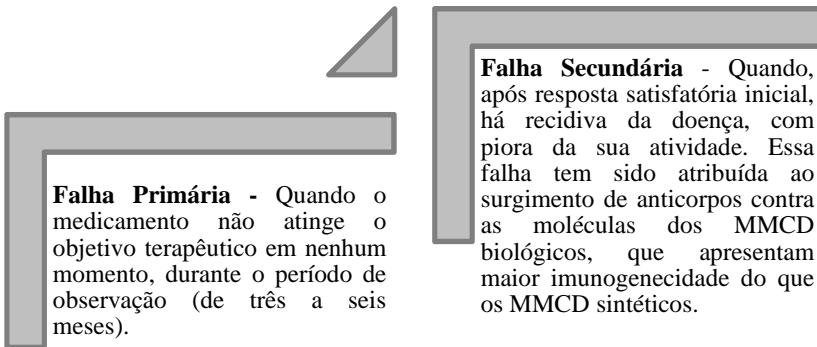 Falha Primária - Quando o
medicamento não atinge o
objetivo terapêutico em nenhum
momento, durante o período de
observação (de três a seis
meses).
Falha Secundária - Quando,
após resposta satisfatória inicial,
há recidiva da doença, com
piora da sua atividade. Essa
falha tem sido atribuída ao
surgimento de anticorpos contra
as moléculas dos MMCD
biológicos, que apresentam
maior imunogenecidade do que
os MMCD sintéticos.